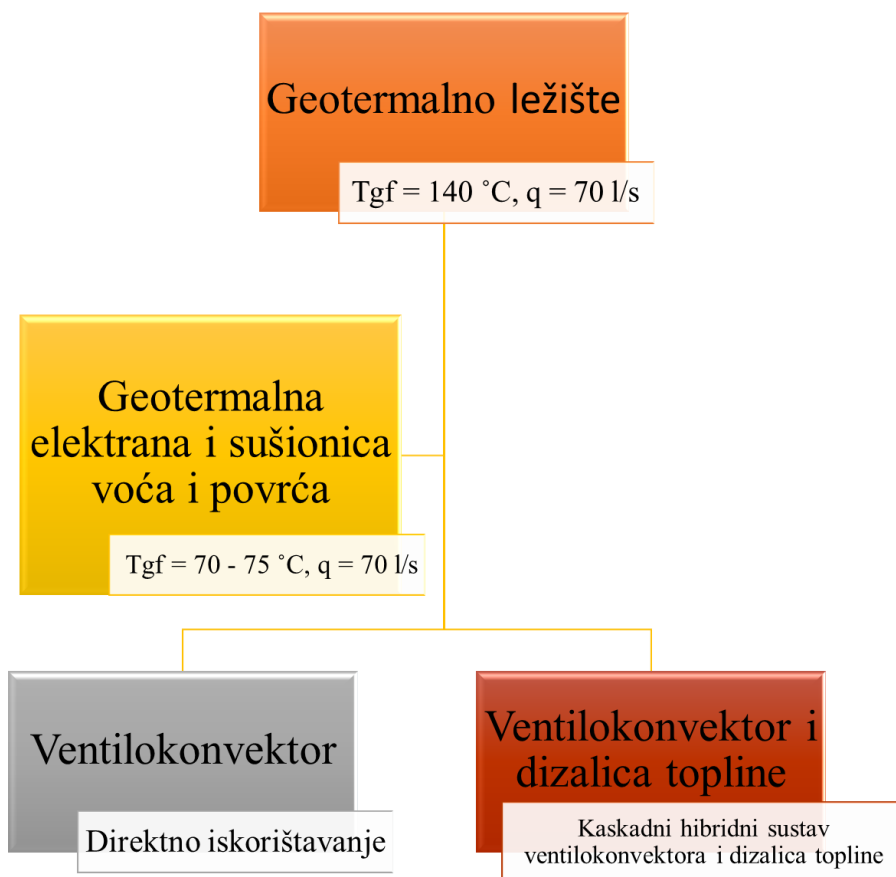 Geotermalno ležište
Tgf = 140 ˚C, q = 70 l/s
Geotermalna
elektrana i sušionica
voća i povrća
Tgf = 70 - 75 ˚C, q = 70 l/s
Ventilokonvektor
Direktno iskorištavanje
Ventilokonvektor i
dizalica topline
Kaskadni hibridni sustav
ventilokonvektora i dizalica topline